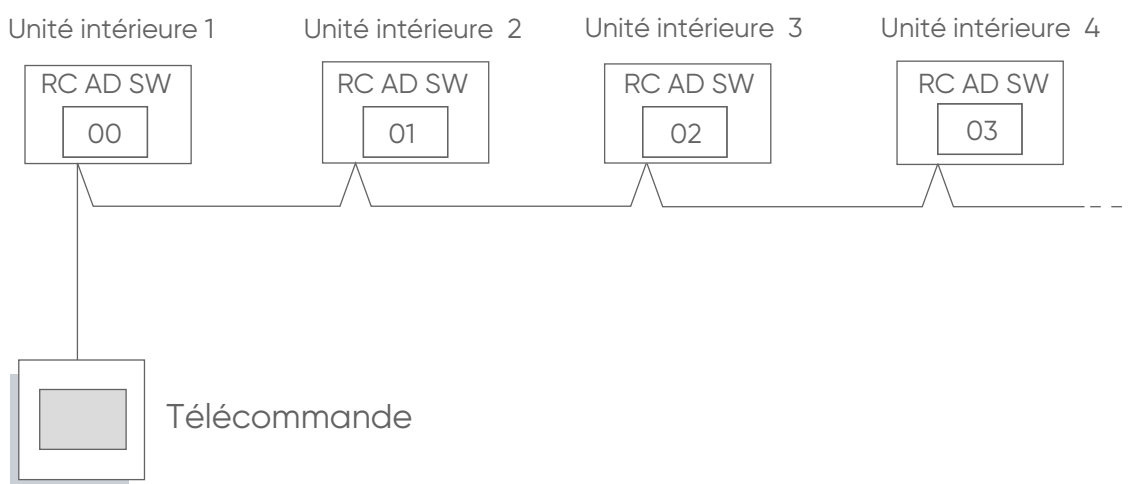 Unité intérieure 1 Unité intérieure 2 Unité intérieure 3 Unité intérieure 4
RC AD SW RC AD SW RC AD SW RC AD SW
00 01 02 03
Télécommande